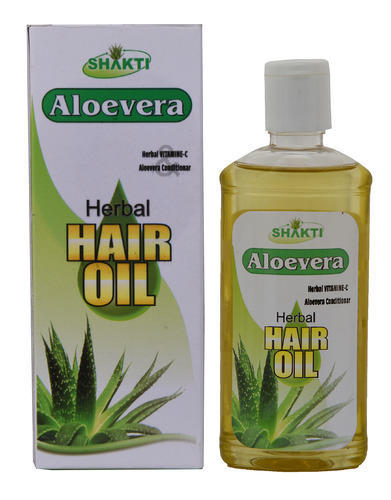 SHAKTI
Aloevera
Herbal VITAMINE-C
&
Aloevera Conditionar
Herbal
HAIR
OIL
SHAKTI
Aloevera
Herbal VITAMINE-C
Aloevera Conditionar
Herbal
HAIR
OIL